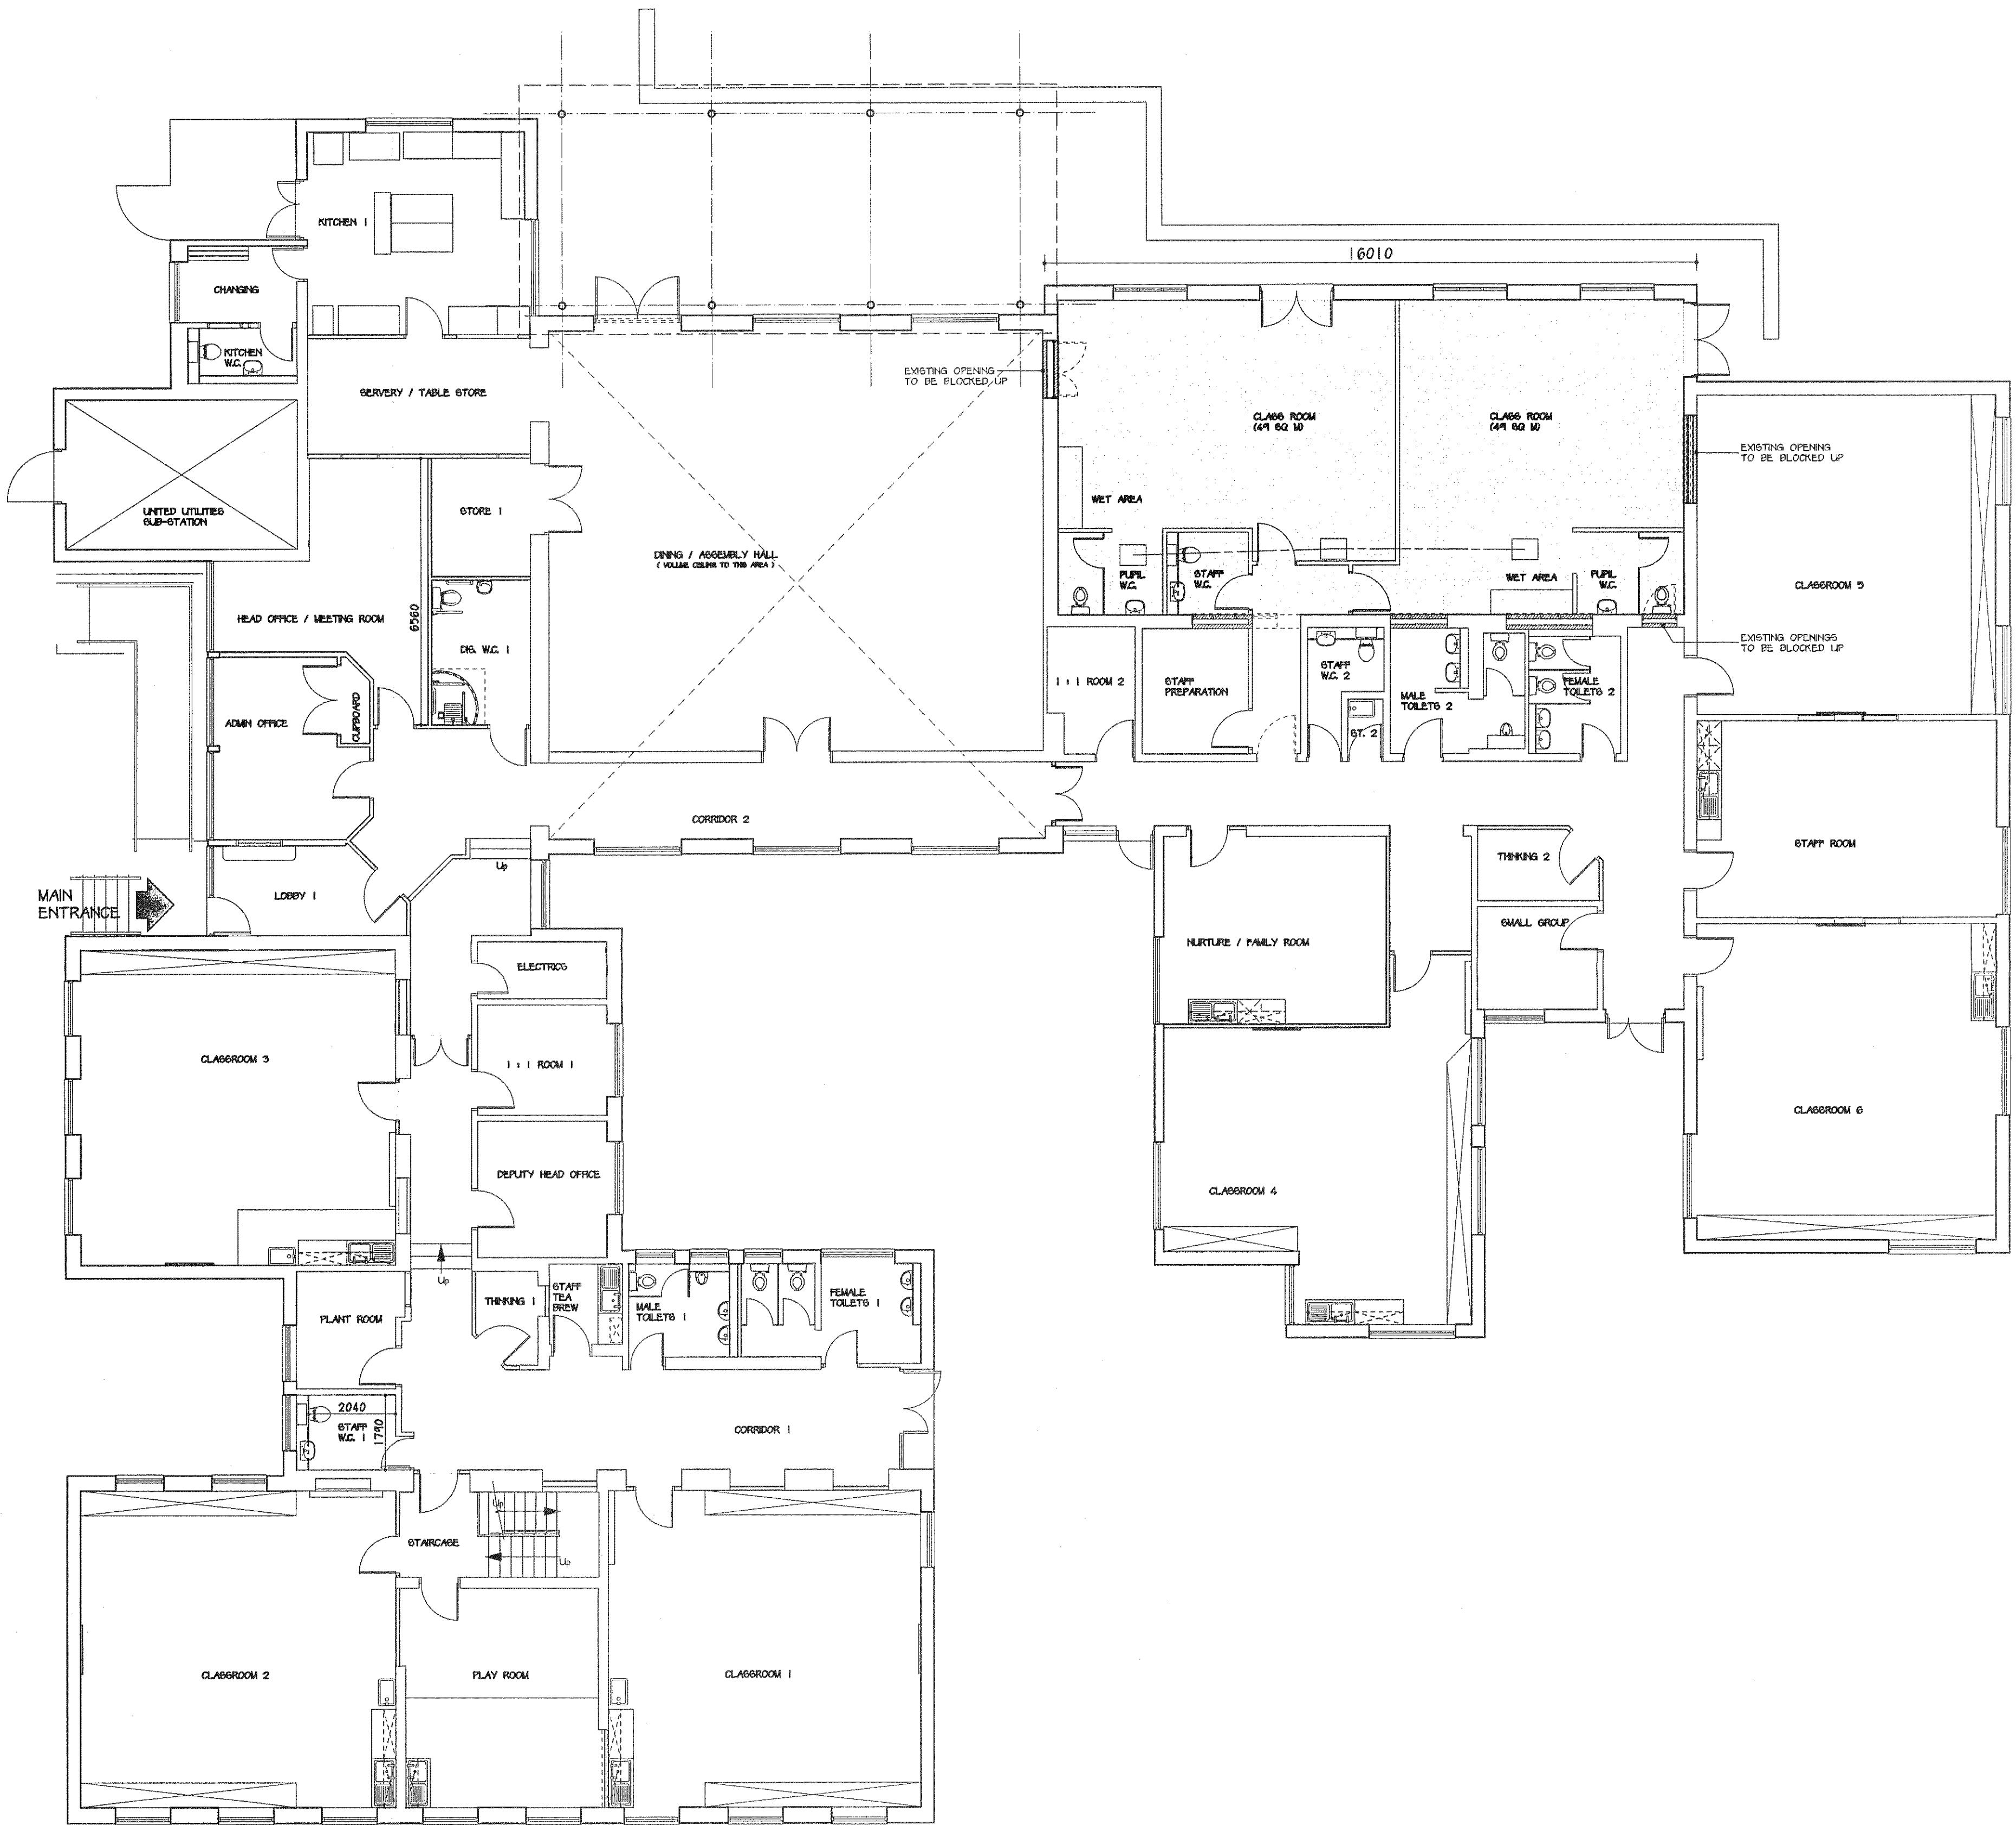 16010
KITCHEN 1
CHANGING
KITCHEN
W.C.
SERVERY / TABLE STORE
EXISTING OPENING
TO BE BLOCKED UP
CLASS ROOM
(49 SQ M)
CLASS ROOM
(49 SQ M)
EXISTING OPENING
TO BE BLOCKED UP
WET AREA
UNITED UTILITIES
SUB-STATION
STORE 1
DINING / ASSEMBLY HALL
( VOLUME CEILING TO THIS AREA )
PUPIL
W.C.
STAFF
W.C.
WET AREA
PUPIL
W.C.
CLASSROOM 5
HEAD OFFICE / MEETING ROOM
6560
DIS. W.C. 1
EXISTING OPENINGS
TO BE BLOCKED UP
1 : 1 ROOM 2
STAFF
PREPARATION
STAFF
W.C. 2
ST. 2
MALE
TOILETS 2
FEMALE
TOILETS 2
ADMIN OFFICE
CUPBOARD
CORRIDOR 2
STAFF ROOM
THINKING 2
Up
MAIN
ENTRANCE
LOBBY 1
SMALL GROUP
NURTURE / FAMILY ROOM
ELECTRICS
CLASSROOM 3
1 : 1 ROOM 1
CLASSROOM 6
DEPUTY HEAD OFFICE
CLASSROOM 4
Up
PLANT ROOM
THINKING 1
STAFF
TEA
BREW
MALE
TOILETS 1
FEMALE
TOILETS 1
2040
STAFF
W.C. 1
1790
CORRIDOR 1
Up
STAIRCASE
Up
CLASSROOM 2
PLAY ROOM
CLASSROOM 1